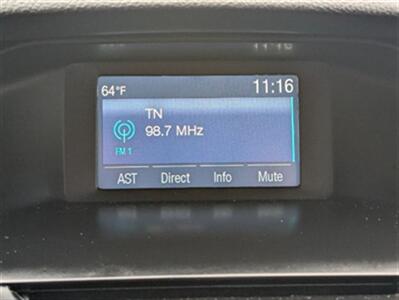 64°F 11:16
TN
98.7 MHz
FM 1
AST Direct Info Mute